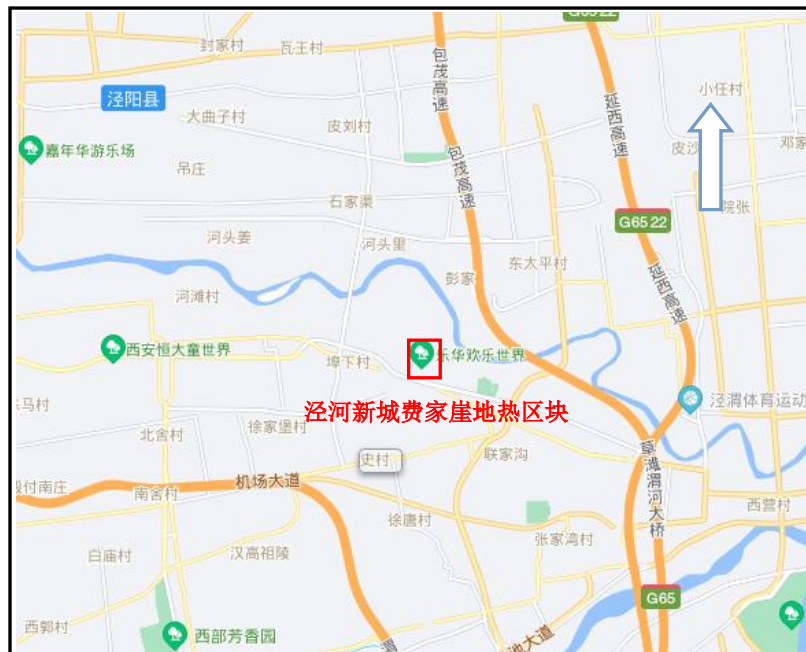 G6522
封家村
瓦王村
包茂高速
小任村
泾阳县
延西高速
大曲子村
皮刘村
皮沙
邓家
嘉年华游乐场
吊庄
包茂高速
石家渠
院张
G6522
河头姜
河头里
东太平村
彭家
延西高速
河滩村
西安恒大童世界
埠下村
乐华欢乐世界
泾渭体育运动
马村
泾河新城费家崖地热区块
徐家堡村
北舍村
史村
联家沟
草滩渭河大桥
机场大道
付南庄
南舍村
西营村
徐唐村
张家湾村
白庙村
汉高祖陵
G65
西郭村
西部芳香园
渭
池大道